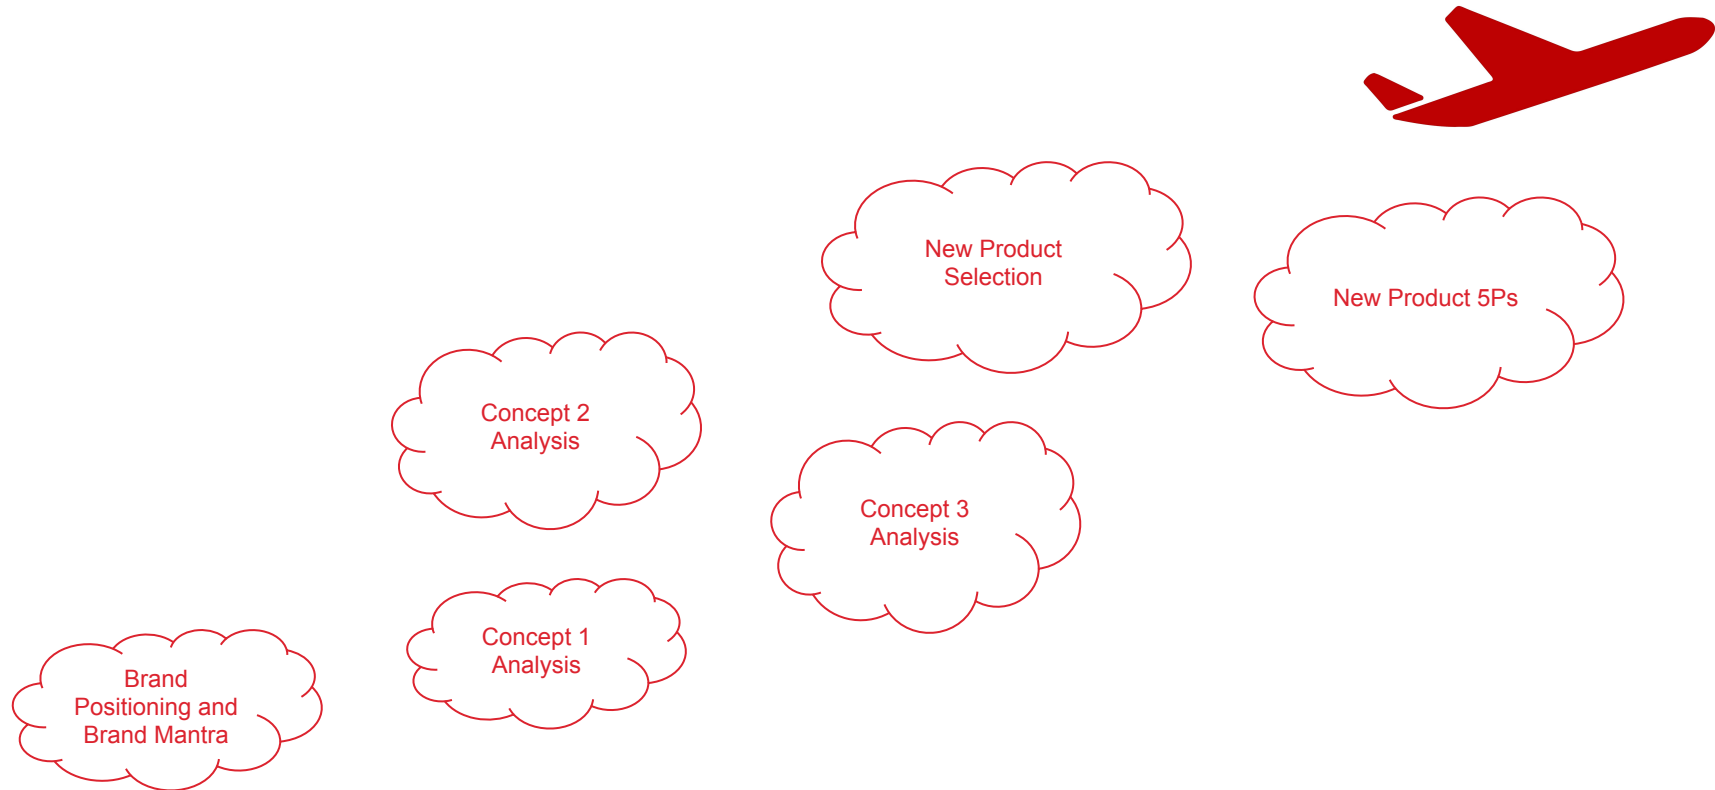 Brand
Positioning and
Brand Mantra
Concept 1
Analysis
Concept 2
Analysis
Concept 3
Analysis
New Product
Selection
New Product 5Ps